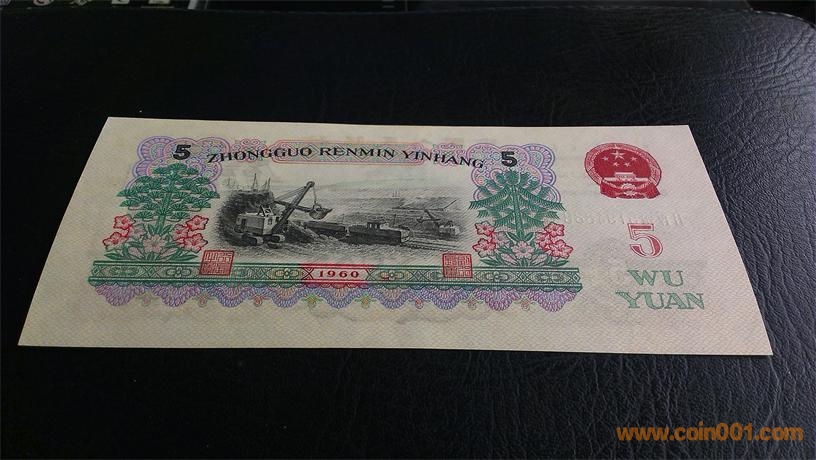 5 ZHONGGUO RENMIN YINHANG 5
5
1960
WU
YUAN
www.coin001.com